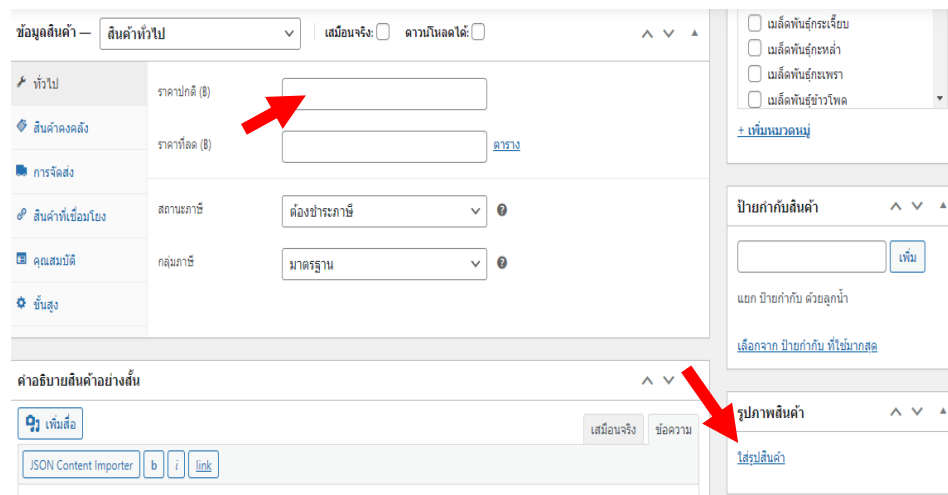 ข้อมูลสินค้า — สินค้าทั่วไป เสมือนจริง: ดาวน์โหลดได้:
ทั่วไป
สินค้าคงคลัง
การจัดส่ง
สินค้าที่เชื่อมโยง
คุณสมบัติ
ขั้นสูง
ราคาปกติ (฿)
ราคาที่ลด (฿) ตาราง
สถานะภาษี ต้องชำระภาษี
กลุ่มภาษี มาตรฐาน
คำอธิบายสินค้าอย่างสั้น
เพิ่มสื่อ
เสมือนจริง ข้อความ
JSON Content Importer b i link
เมล็ดพันธุ์กระเจี๊ยบ
เมล็ดพันธุ์กะหล่ำ
เมล็ดพันธุ์กะเพรา
เมล็ดพันธุ์ข้าวโพด
+ เพิ่มหมวดหมู่
ป้ายกำกับสินค้า
เพิ่ม
แยก ป้ายกำกับ ด้วยลูกน้ำ
เลือกจาก ป้ายกำกับ ที่ใช้มากสุด
รูปภาพสินค้า
ใส่รูปสินค้า